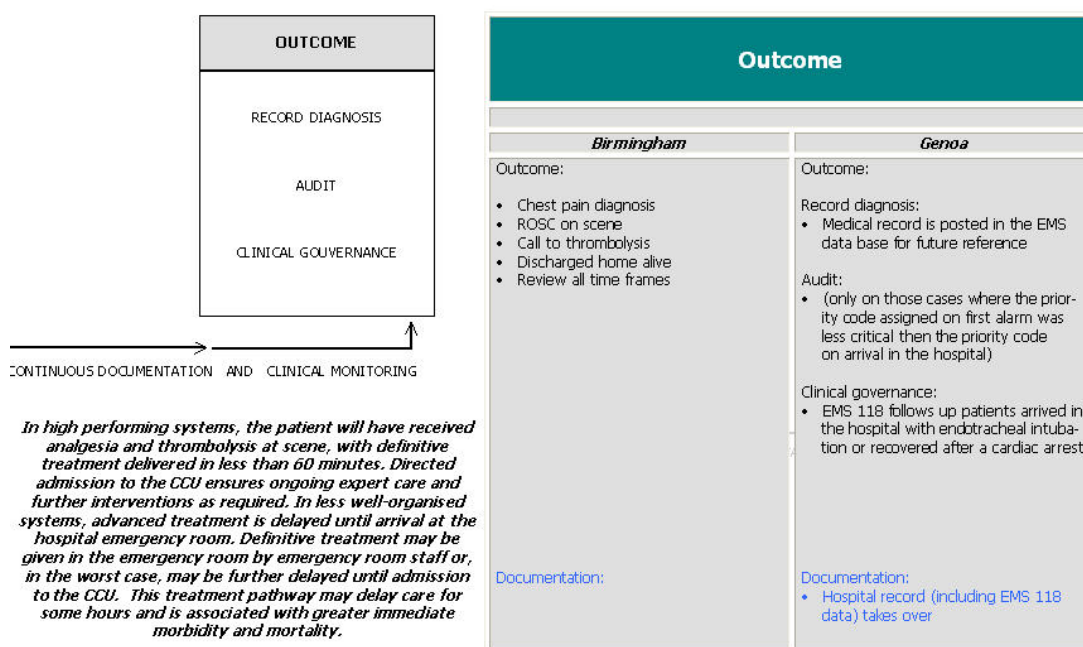 OUTCOME
RECORD DIAGNOSIS
AUDIT
CLINICAL GOUVERNANCE
CONTINUOUS DOCUMENTATION AND CLINICAL MONITORING
In high performing systems, the patient will have received
analgesia and thrombolysis at scene, with definitive
treatment delivered in less than 60 minutes. Directed
admission to the CCU ensures ongoing expert care and
further interventions as required. In less well-organised
systems, advanced treatment is delayed until arrival at the
hospital emergency room. Definitive treatment may be
given in the emergency room by emergency room staff or,
in the worst case, may be further delayed until admission
to the CCU. This treatment pathway may delay care for
some hours and is associated with greater immediate
morbidity and mortality.
Outcome
Birmingham
Outcome:
• Chest pain diagnosis
• ROSC on scene
• Call to thrombolysis
• Discharged home alive
• Review all time frames
Documentation:
Genoa
Outcome:
Record diagnosis:
• Medical record is posted in the EMS
data base for future reference
Audit:
• (only on those cases where the prior-
ity code assigned on first alarm was
less critical then the priority code
on arrival in the hospital)
Clinical governance:
• EMS 118 follows up patients arrived in
the hospital with endotracheal intuba-
tion or recovered after a cardiac arrest
Documentation:
• Hospital record (including EMS 118
data) takes over